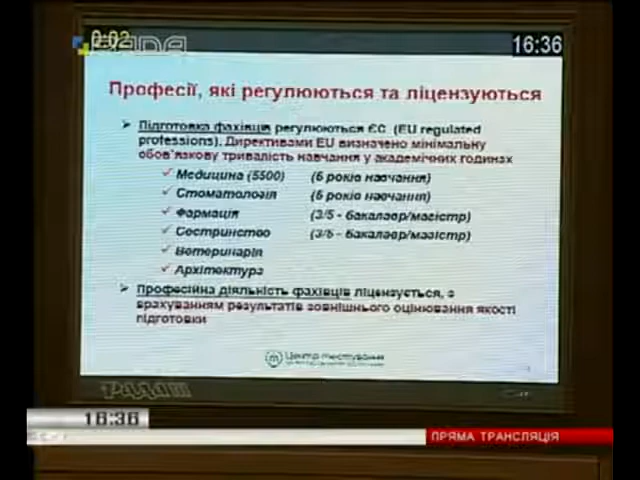 0:02
РАДА
16:36
Професії, які регулюються та ліцензуються
Підготовка фахівців регулюються ЄС (EU regulated
professions). Директивами EU визначено мінімальну
обов'язкову тривалість навчання у академічних годинах
Медицина (5500) (6 років навчання)
Стоматологія (5 років навчання)
Фармація (3/5 - бакалавр/магістр)
Сестринство (3/5 - бакалавр/магістр)
Ветеринарія
Архітектура
Професійна діяльність фахівців ліцензується, з
врахуванням результатів зовнішнього оцінювання якості
підготовки
Центр тестування
16:36
ПРЯМА ТРАНСЛЯЦІЯ